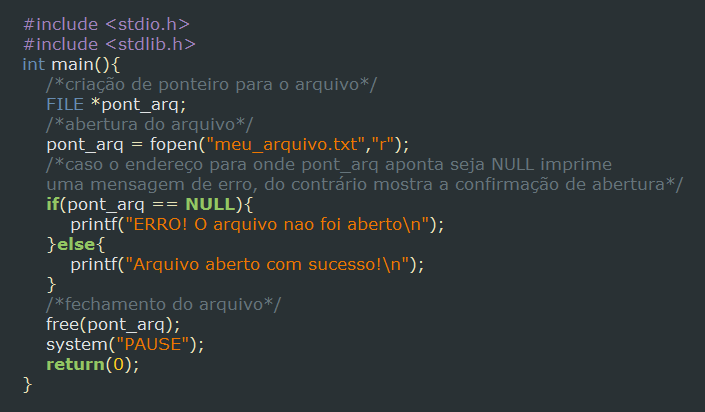 #include <stdio.h>
#include <stdlib.h>
int main(){
/*criação de ponteiro para o arquivo*/
FILE *pont_arq;
/*abertura do arquivo*/
pont_arq = fopen("meu_arquivo.txt","r");
/*caso o endereço para onde pont_arq aponta seja NULL imprime
uma mensagem de erro, do contrário mostra a confirmação de abertura*/
if(pont_arq == NULL){
printf("ERRO! O arquivo nao foi aberto\n");
}else{
printf("Arquivo aberto com sucesso!\n");
}
/*fechamento do arquivo*/
free(pont_arq);
system("PAUSE");
return(0);
}